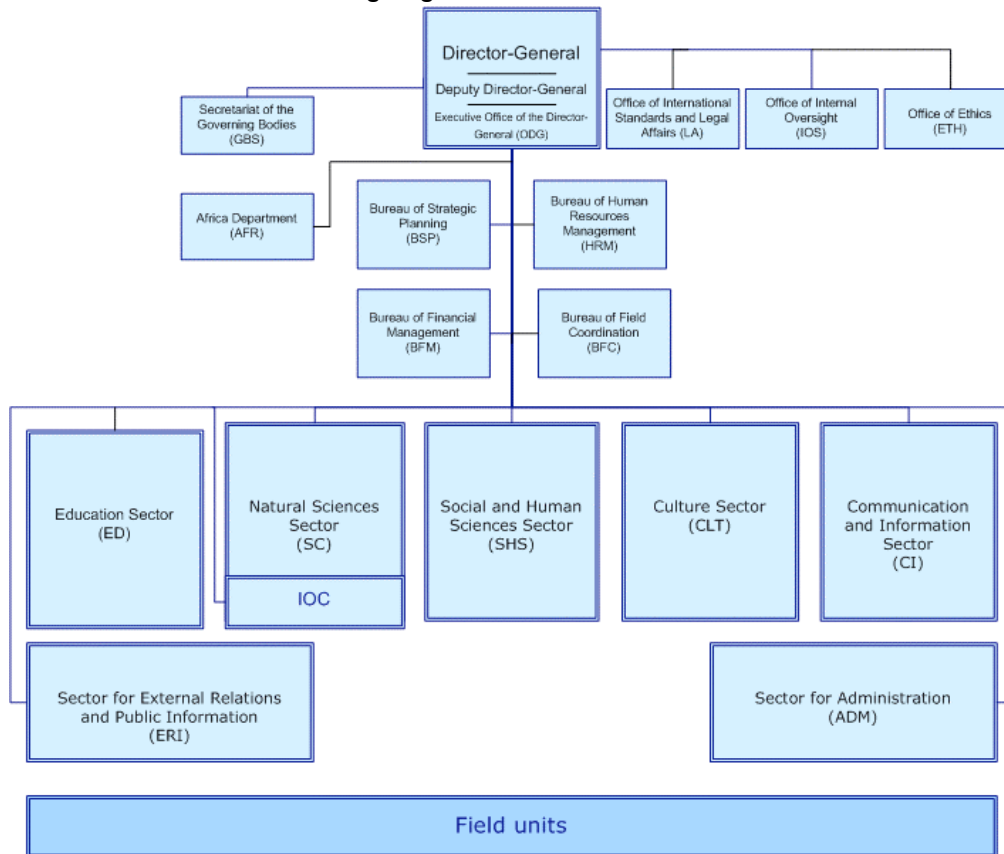 Director-General
Deputy Director-General
Executive Office of the Director-
General (ODG)
Secretariat of the
Governing Bodies
(GBS)
Office of International
Standards and Legal
Affairs (LA)
Office of Internal
Oversight
(IOS)
Office of Ethics
(ETH)
Africa Department
(AFR)
Bureau of Strategic
Planning
(BSP)
Bureau of Human
Resources
Management
(HRM)
Bureau of Financial
Management
(BFM)
Bureau of Field
Coordination
(BFC)
Education Sector
(ED)
Natural Sciences
Sector
(SC)
IOC
Social and Human
Sciences Sector
(SHS)
Culture Sector
(CLT)
Communication
and Information
Sector
(CI)
Sector for External Relations
and Public Information
(ERI)
Sector for Administration
(ADM)
Field units